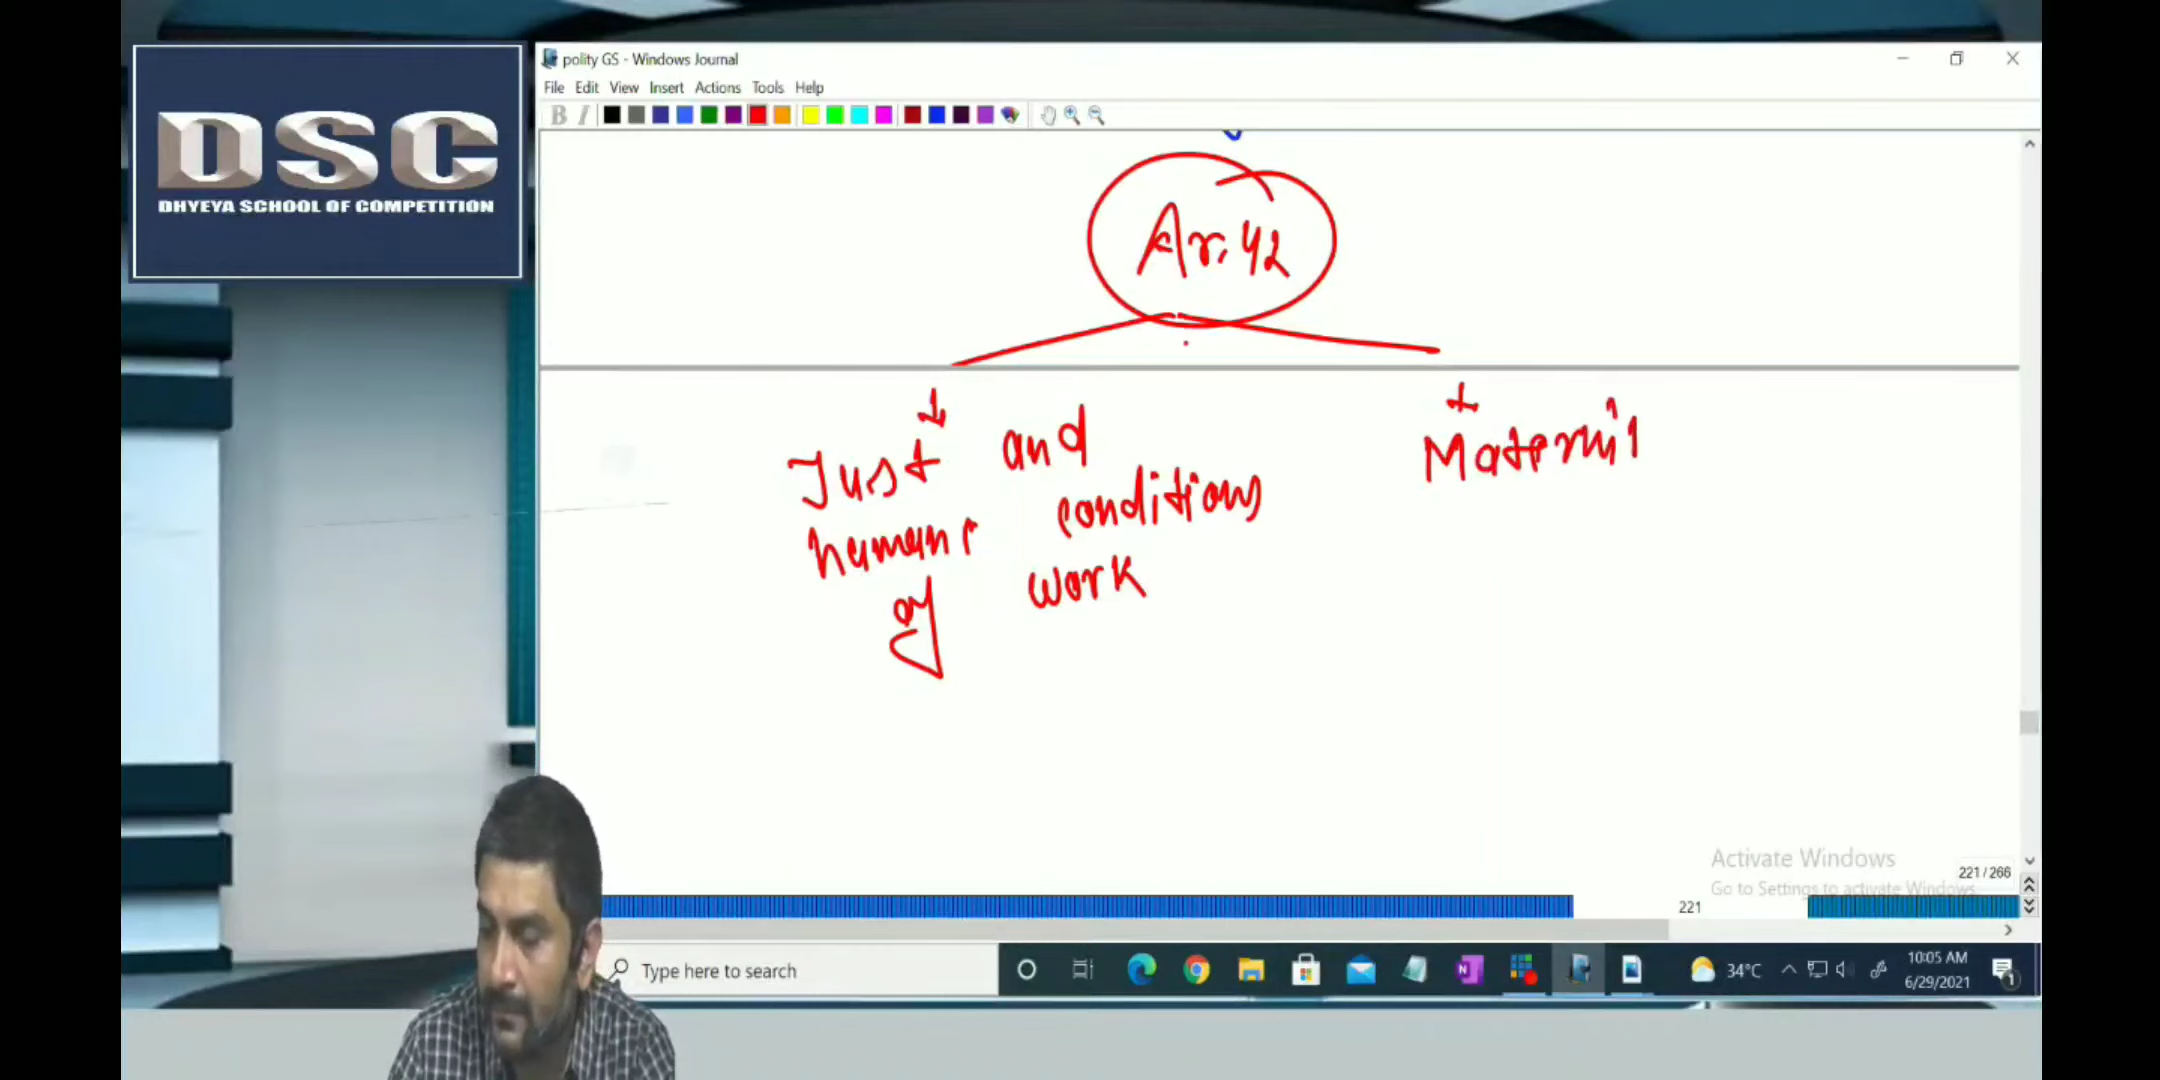 DSC
DHYEYA SCHOOL OF COMPETITION
polity GS - Windows Journal
File Edit View Insert Actions Tools Help
B I
Ar. 42
Just and
humane conditions
of work
Materni
Activate Windows
Go to Settings to activate Windows.
221 / 266
221
Type here to search
34°C
10:05 AM
6/29/2021
1